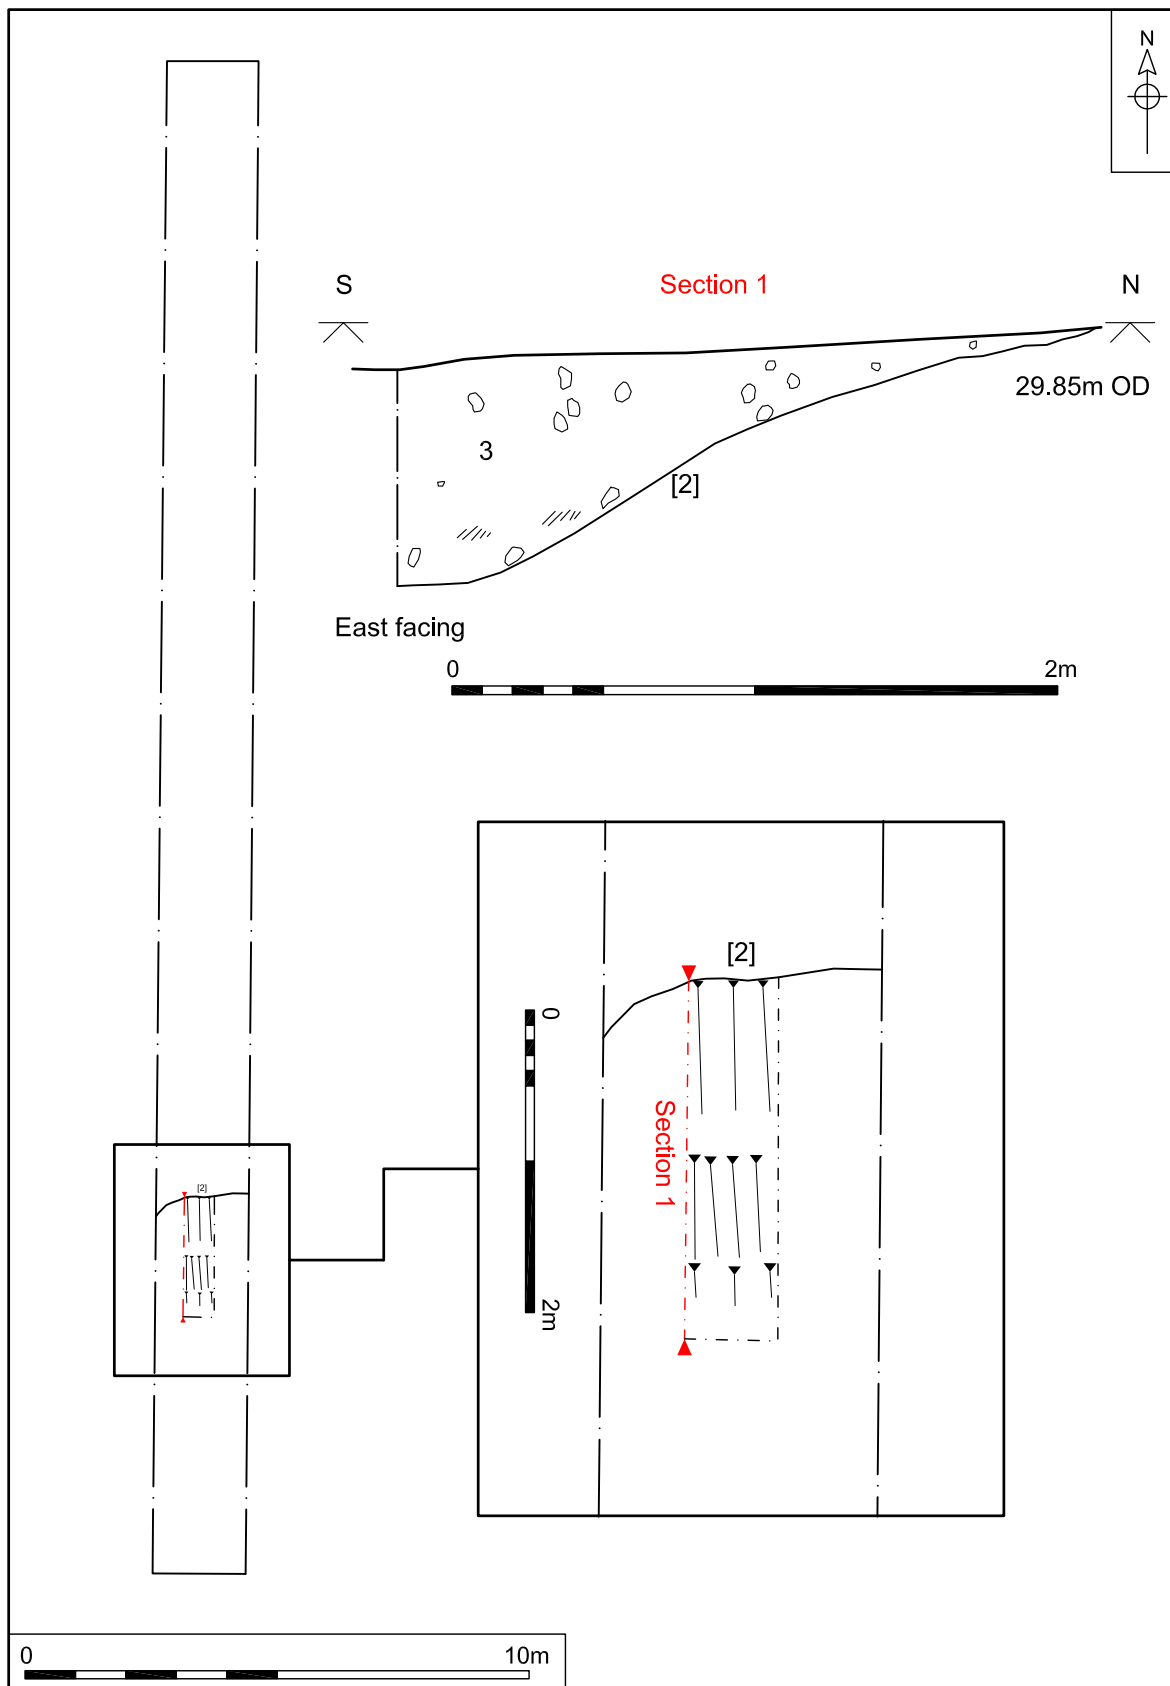 N
S
Section 1
N
29.85m OD
3
[2]
East facing
0
2m
[2]
0
Section 1
2m
[2]
0
10m